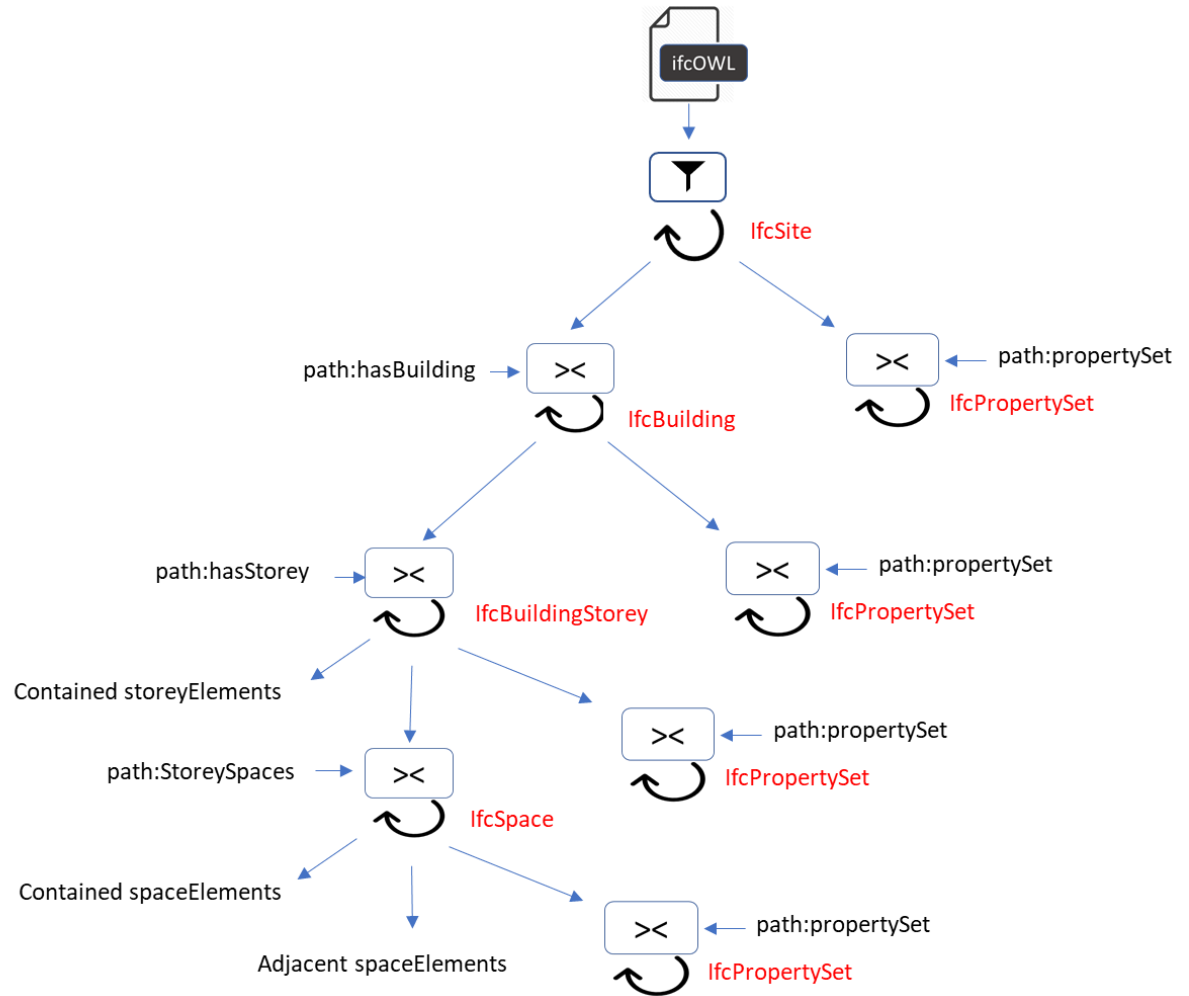 ifcOWL
IfcSite
path:hasBuilding
><
><
path:propertySet
IfcBuilding
IfcPropertySet
path:hasStorey
><
><
path:propertySet
IfcBuildingStorey
IfcPropertySet
Contained storeyElements
><
path:propertySet
path:StoreySpaces
><
IfcPropertySet
IfcSpace
Contained spaceElements
><
path:propertySet
Adjacent spaceElements
IfcPropertySet